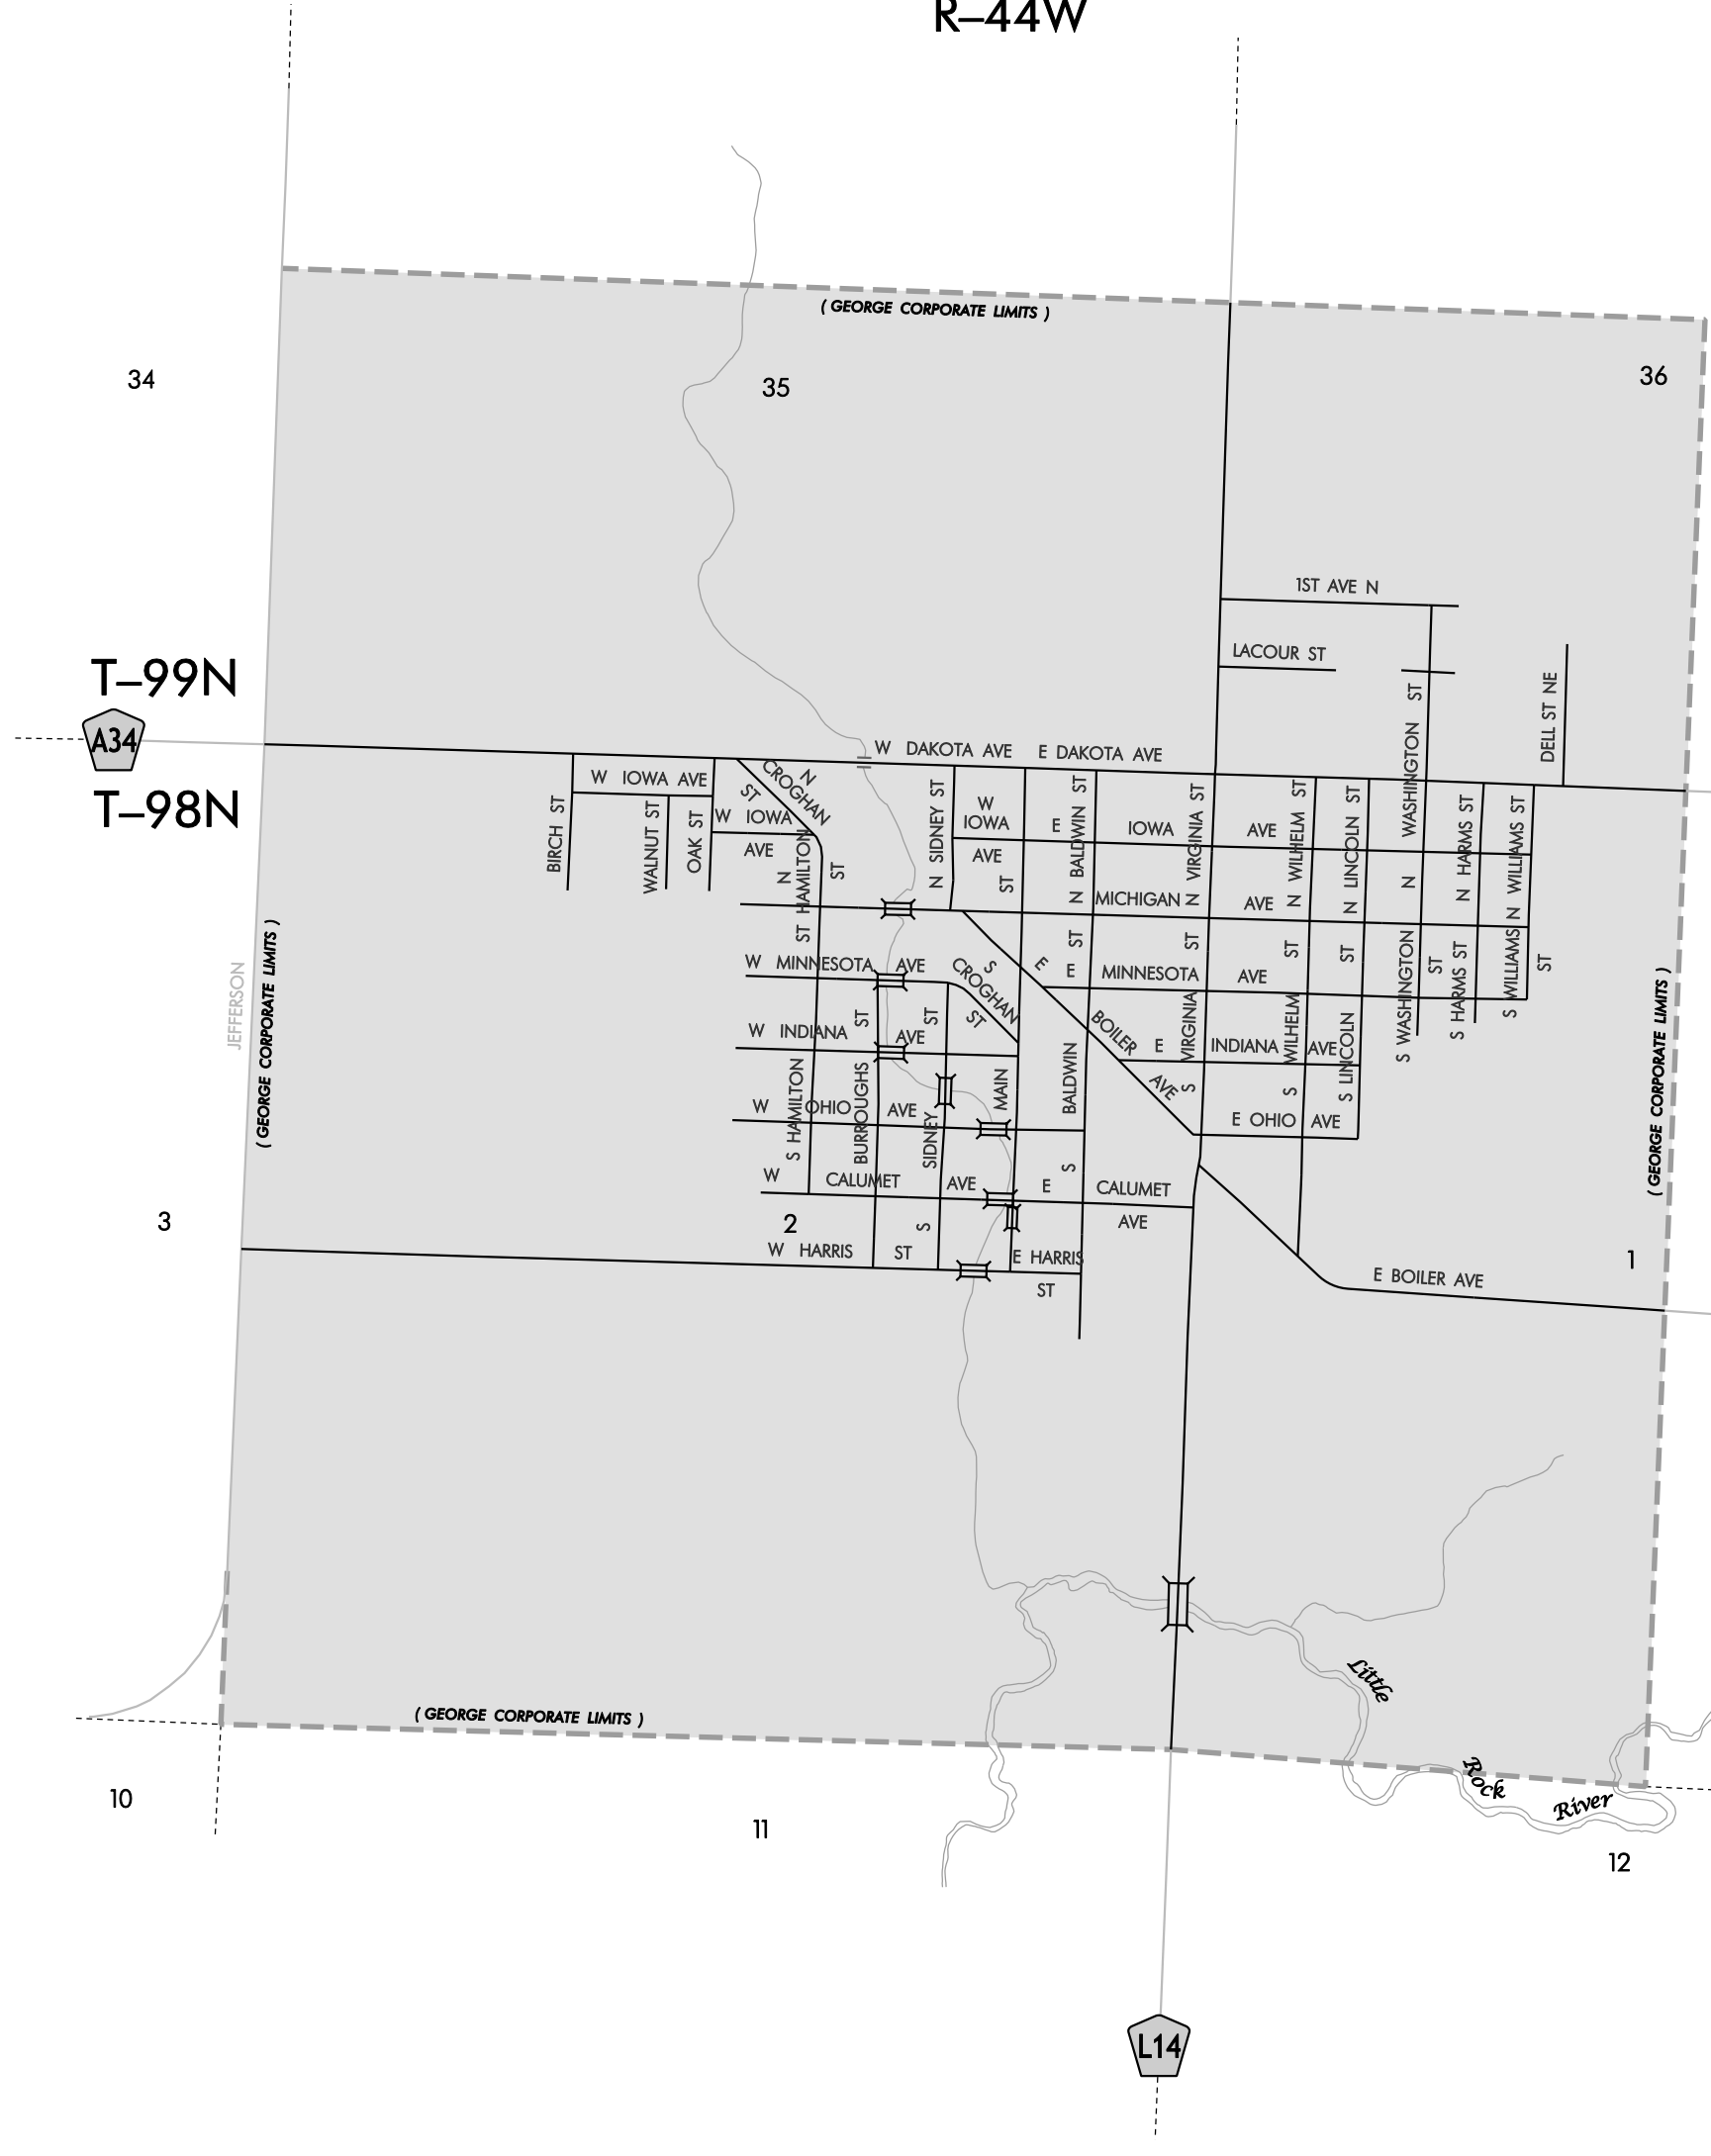 R–44W
( GEORGE CORPORATE LIMITS )
34
35
36
1ST AVE N
LACOUR ST
T–99N
A34
T–98N
DELL ST NE
W DAKOTA AVE
E DAKOTA AVE
W IOWA AVE
N CROGHAN ST
W IOWA AVE
W IOWA AVE
E IOWA AVE
BIRCH ST
WALNUT ST
OAK ST
N HAMILTON ST
N SIDNEY ST
ST
N BALDWIN ST
N VIRGINIA ST
N WILHELM ST
N LINCOLN ST
N WASHINGTON ST
N HARMS ST
N WILLIAMS ST
MICHIGAN AVE
W MINNESOTA AVE
S CROGHAN ST
E MINNESOTA AVE
E BOILER AVE
W INDIANA AVE
E INDIANA AVE
S HAMILTON ST
BURROUGHS ST
S SIDNEY ST
MAIN
S BALDWIN ST
S VIRGINIA ST
S WILHELM ST
S LINCOLN ST
S WASHINGTON ST
S HARMS ST
S WILLIAMS ST
W OHIO AVE
E OHIO AVE
W CALUMET AVE
E CALUMET AVE
JEFFERSON
( GEORGE CORPORATE LIMITS )
( GEORGE CORPORATE LIMITS )
3
2
1
W HARRIS ST
E HARRIS ST
E BOILER AVE
Little Rock River
( GEORGE CORPORATE LIMITS )
10
11
12
L14